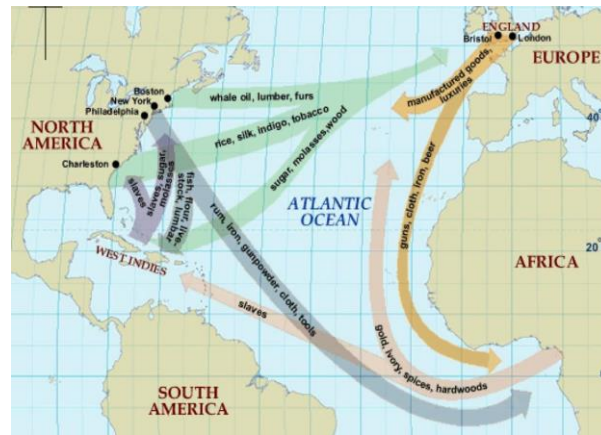 ENGLAND
Bristol
London
EUROPE
Boston
New York
Philadelphia
whale oil, lumber, furs
manufactured goods,
luxuries
40°
NORTH
AMERICA
rice, silk, indigo, tobacco
Charleston
sugar, molasses, wood
slaves
slaves, sugar,
molasses
fish, flour, live-
stock, lumbar
guns, cloth, iron, beer
ATLANTIC
OCEAN
rum, iron, gunpowder, cloth, tools
20°
WEST INDIES
AFRICA
slaves
gold, ivory, spices, hardwoods
SOUTH
AMERICA